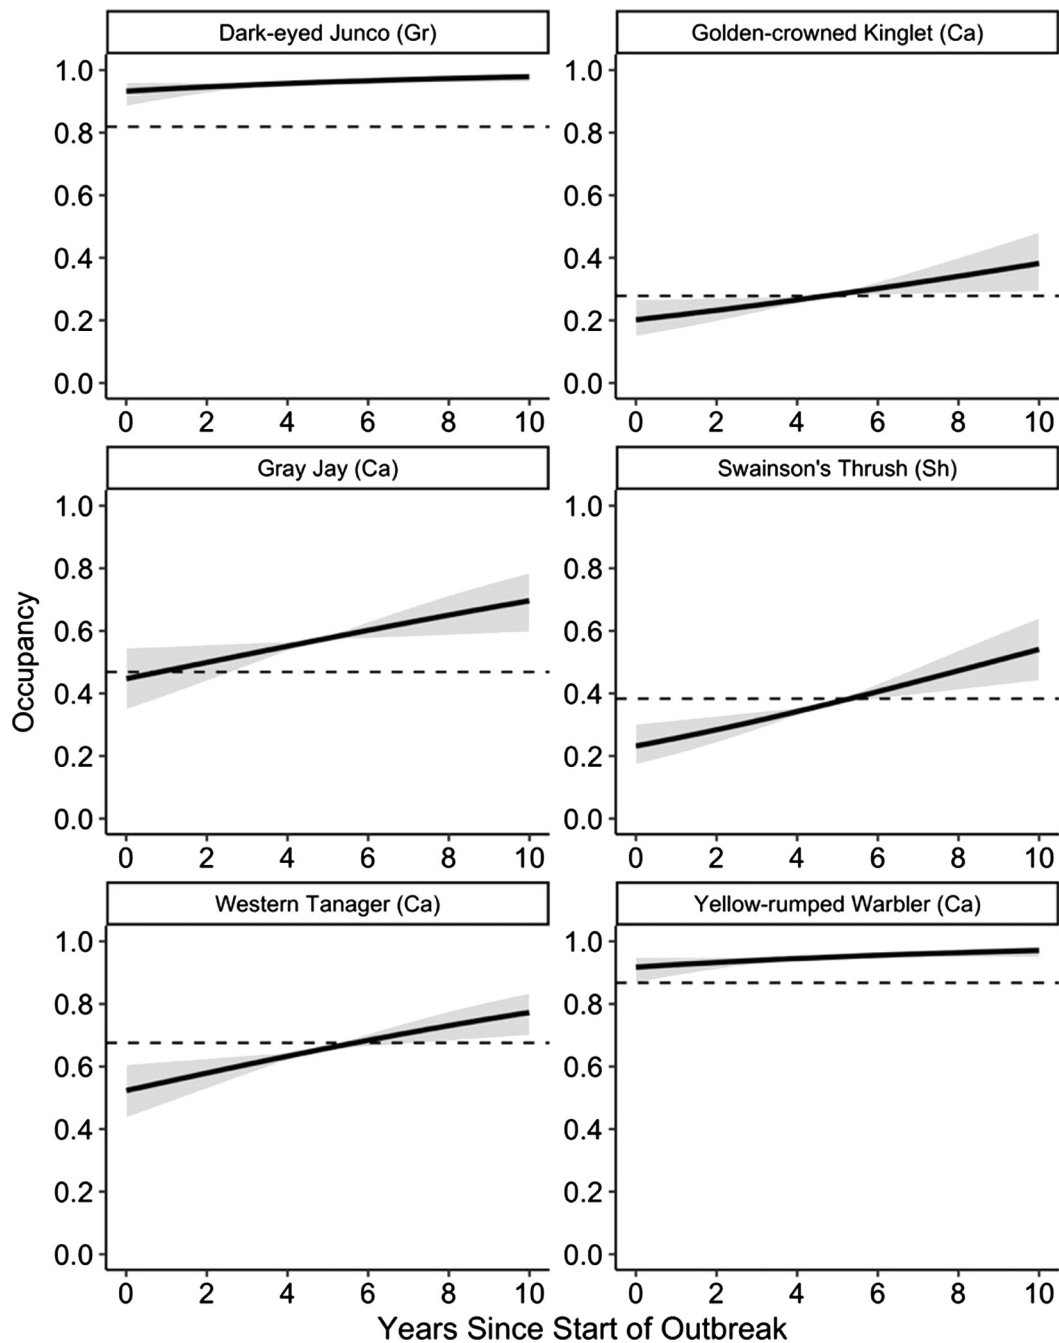 Dark-eyed Junco (Gr)
Golden-crowned Kinglet (Ca)
1.0
0.8
0.6
0.4
0.2
0.0
0 2 4 6 8 10
1.0
0.8
0.6
0.4
0.2
0.0
0 2 4 6 8 10
Gray Jay (Ca)
Swainson's Thrush (Sh)
1.0
0.8
0.6
0.4
0.2
0.0
0 2 4 6 8 10
1.0
0.8
0.6
0.4
0.2
0.0
0 2 4 6 8 10
Occupancy
Western Tanager (Ca)
Yellow-rumped Warbler (Ca)
1.0
0.8
0.6
0.4
0.2
0.0
0 2 4 6 8 10
1.0
0.8
0.6
0.4
0.2
0.0
0 2 4 6 8 10
Years Since Start of Outbreak